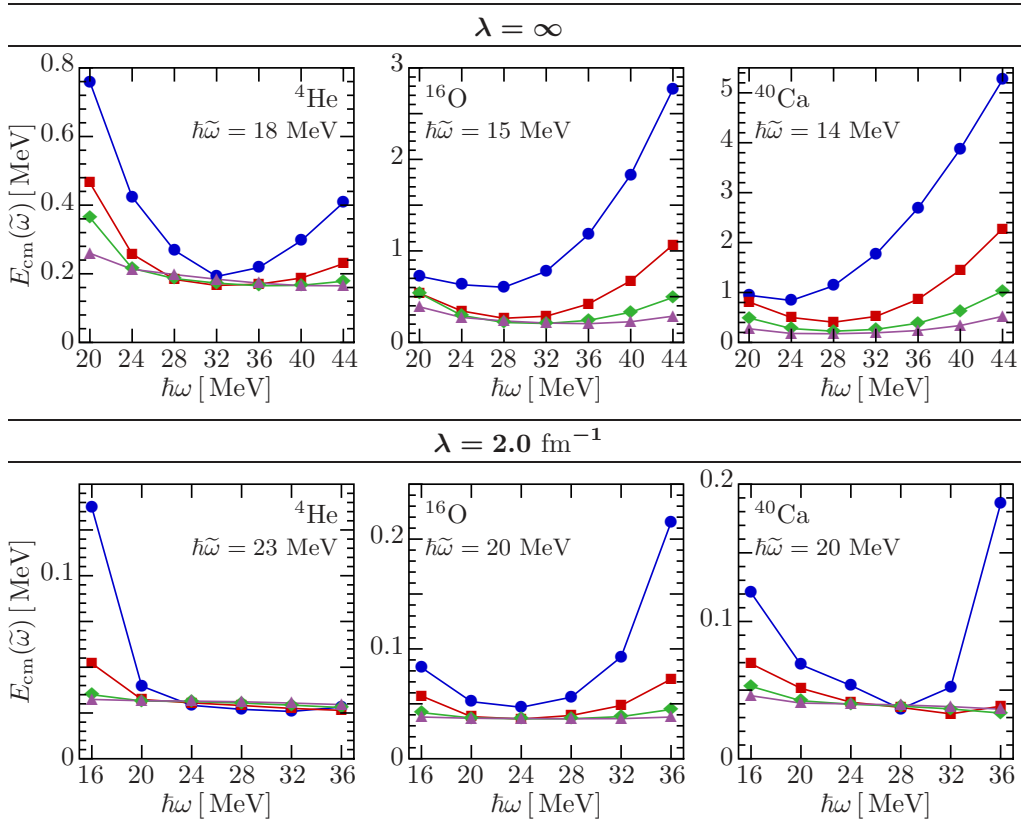 λ = ∞
E_cm(ω̃) [MeV]
0.8
0.6
0.4
0.2
0
⁴He
ħω̃ = 18 MeV
20 24 28 32 36 40 44
ħω [MeV]
3
2
1
0
¹⁶O
ħω̃ = 15 MeV
20 24 28 32 36 40 44
ħω [MeV]
5
4
3
2
1
0
⁴⁰Ca
ħω̃ = 14 MeV
20 24 28 32 36 40 44
ħω [MeV]
λ = 2.0 fm⁻¹
E_cm(ω̃) [MeV]
0.1
0
⁴He
ħω̃ = 23 MeV
16 20 24 28 32 36
ħω [MeV]
0.2
0.1
0
¹⁶O
ħω̃ = 20 MeV
16 20 24 28 32 36
ħω [MeV]
0.2
0.1
0
⁴⁰Ca
ħω̃ = 20 MeV
16 20 24 28 32 36
ħω [MeV]